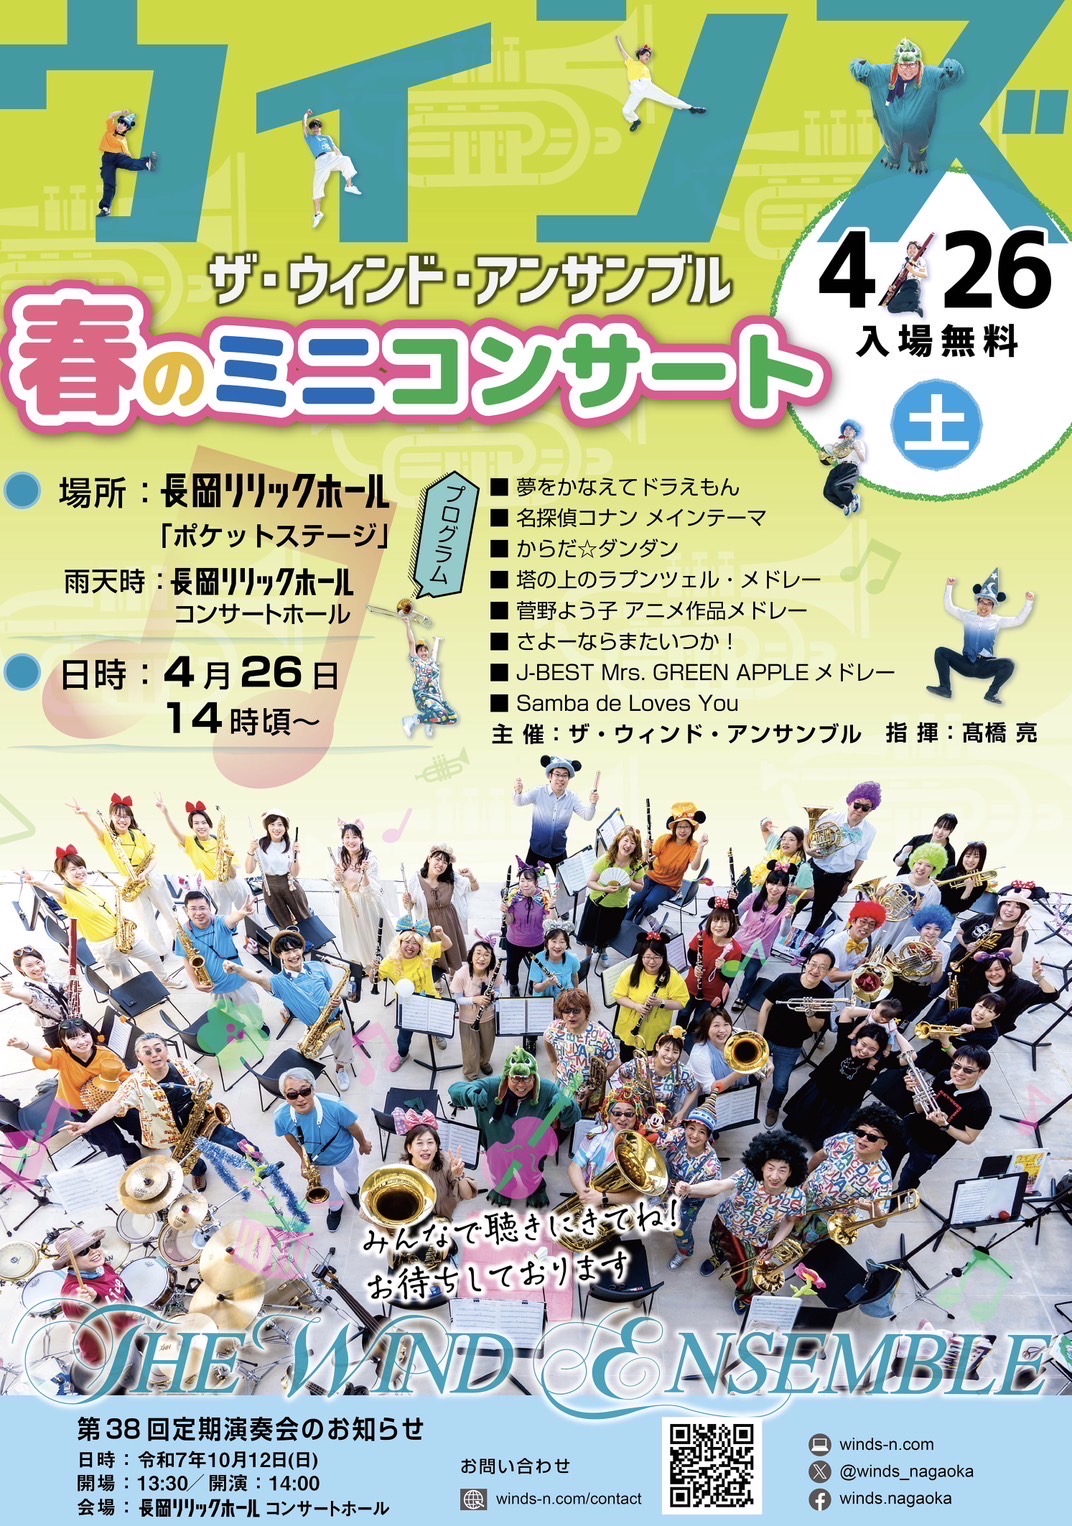 ウィンズ
ザ・ウィンド・アンサンブル
春のミニコンサート
4/26
入場無料
土
場所：長岡リリックホール
「ポケットステージ」
雨天時：長岡リリックホール
コンサートホール
日時：4月26日
14時頃～
プログラム
■ 夢をかなえてドラえもん
■ 名探偵コナン メインテーマ
■ からだ☆ダンダン
■ 塔の上のラプンツェル・メドレー
■ 菅野よう子 アニメ作品メドレー
■ さよーならまたいつか！
■ J-BEST Mrs. GREEN APPLE メドレー
■ Samba de Loves You
主催：ザ・ウィンド・アンサンブル 指揮：髙橋 亮
みんなで聴きにきてね!
お待ちしております
THE WIND ENSEMBLE
第38回定期演奏会のお知らせ
日時：令和7年10月12日(日)
開場：13:30／開演：14:00
会場：長岡リリックホール コンサートホール
お問い合わせ
winds-n.com/contact
winds-n.com
@winds_nagaoka
winds.nagaoka